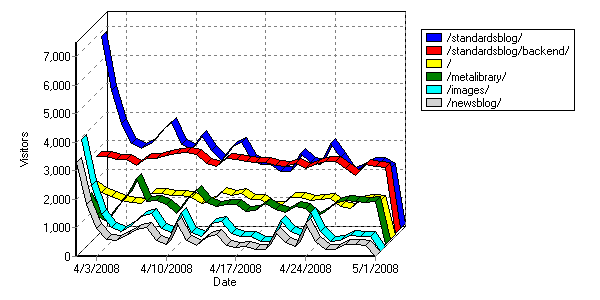 7,000
6,000
5,000
4,000
3,000
2,000
1,000
0
Visitors
4/3/2008 4/10/2008 4/17/2008 4/24/2008 5/1/2008
Date
/standardsblog/
/standardsblog/backend/
/
/metalibrary/
/images/
/newsblog/